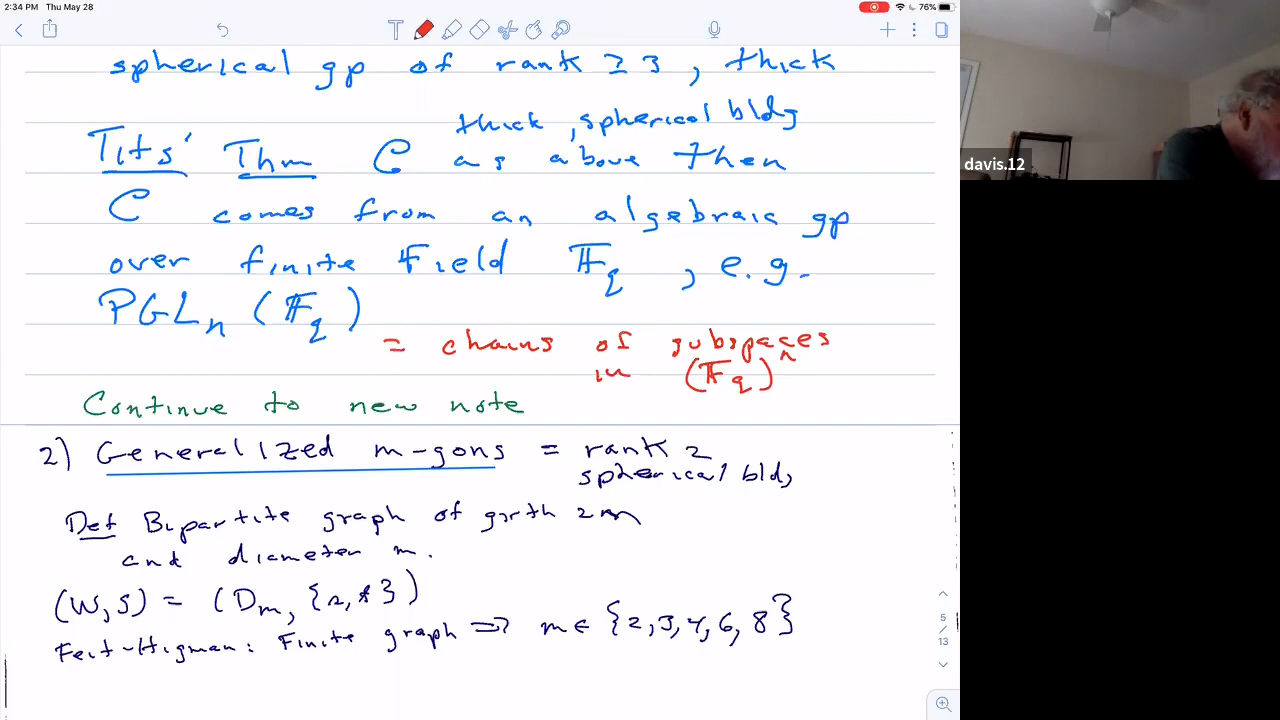 2:34 PM Thu May 28
76%
spherical gp of rank ≥ 3, thick
thick, spherical bldg
Tits' Thm C as above then
C comes from an algebraic gp
over finite field 𝔽_q, e.g.
PGL_n (𝔽_q)
= chains of subspaces
in (𝔽_q)^n
Continue to new note
2) Generalized m-gons = rank 2
spherical bldg
Def Bipartite graph of girth 2m
and diameter m.
(W,S) = (D_m, {s,t})
Feit-Higman: Finite graph ⇒ m ∈ {2,3,4,6,8}
5
/
13
davis.12